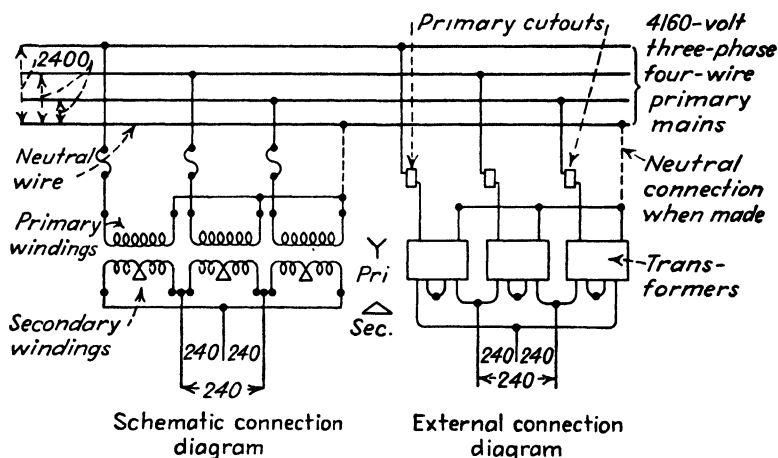 2400
Primary cutouts
4160-volt
three-phase
four-wire
primary
mains
Neutral
wire
Neutral
connection
when made
Primary
windings
Pri
Trans-
formers
Secondary
windings
Sec.
240 240
240
240 240
240
Schematic connection
diagram
External connection
diagram